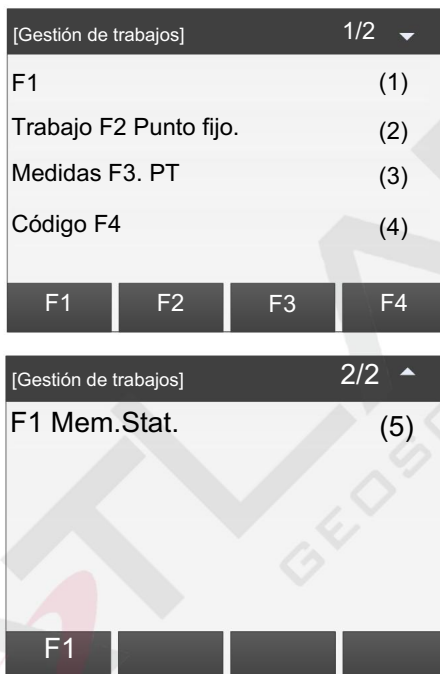 [Gestión de trabajos] 1/2
F1 (1)
Trabajo F2 Punto fijo. (2)
Medidas F3. PT (3)
Código F4 (4)
F1 F2 F3 F4
[Gestión de trabajos] 2/2
F1 Mem.Stat. (5)
F1